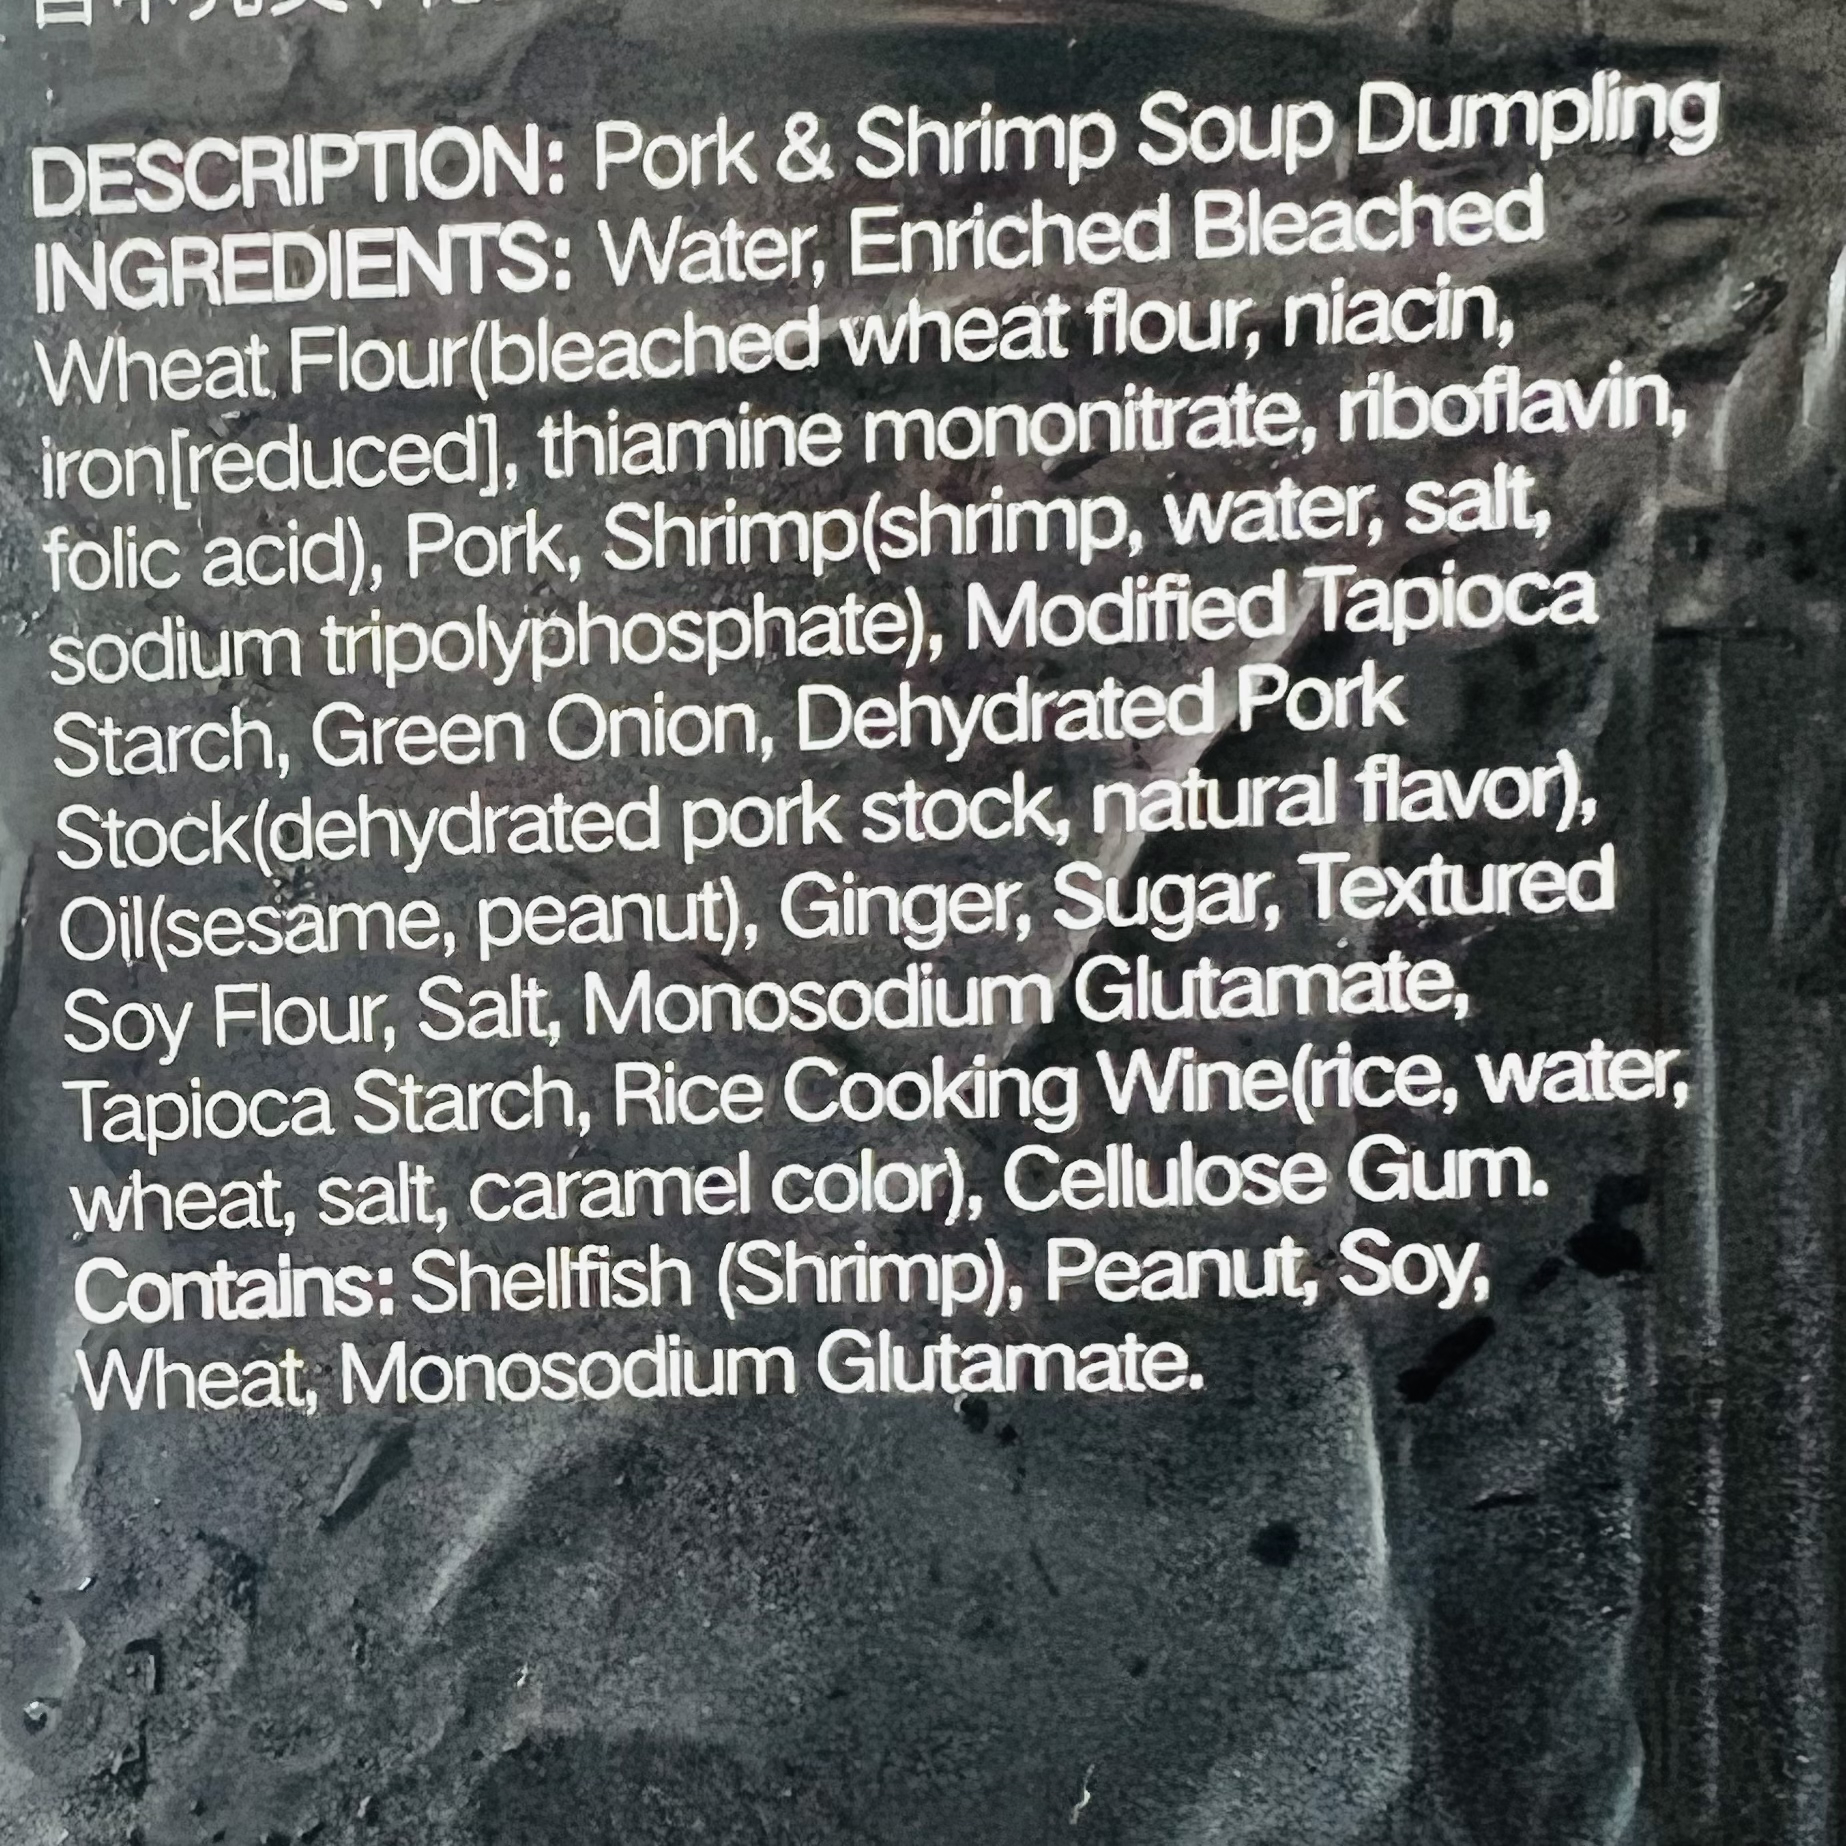 DESCRIPTION: Pork & Shrimp Soup Dumpling
INGREDIENTS: Water, Enriched Bleached
Wheat Flour(bleached wheat flour, niacin,
iron[reduced], thiamine mononitrate, riboflavin,
folic acid), Pork, Shrimp(shrimp, water, salt,
sodium tripolyphosphate), Modified Tapioca
Starch, Green Onion, Dehydrated Pork
Stock(dehydrated pork stock, natural flavor),
Oil(sesame, peanut), Ginger, Sugar, Textured
Soy Flour, Salt, Monosodium Glutamate,
Tapioca Starch, Rice Cooking Wine(rice, water,
wheat, salt, caramel color), Cellulose Gum.
Contains: Shellfish (Shrimp), Peanut, Soy,
Wheat, Monosodium Glutamate.